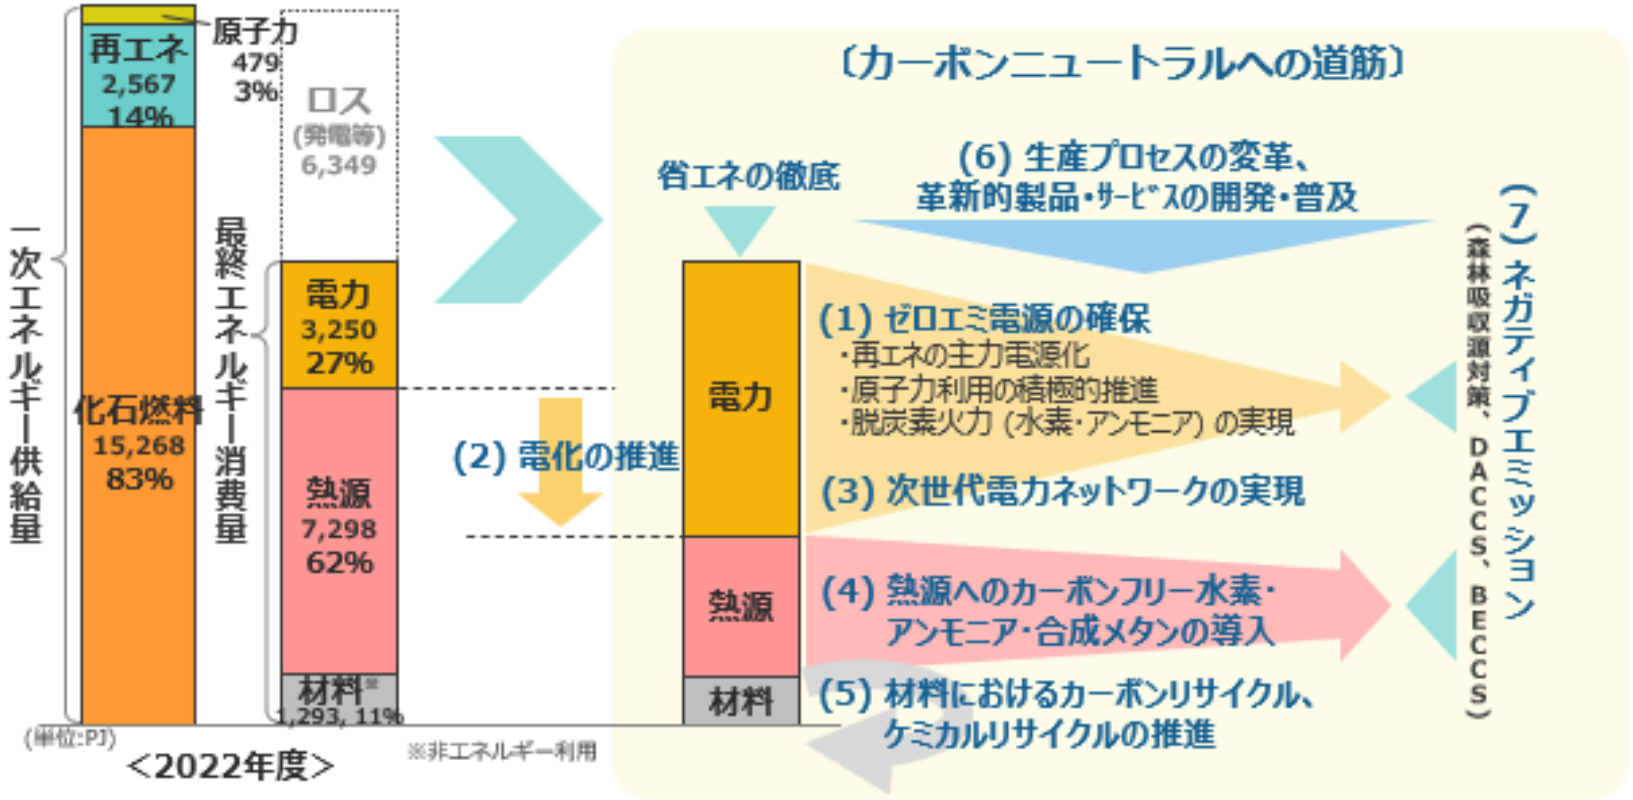 一次エネルギー供給量
原子力
479
3%
再エネ
2,567
14%
化石燃料
15,268
83%
最終エネルギー消費量
ロス
(発電等)
6,349
電力
3,250
27%
熱源
7,298
62%
材料※
1,293, 11%
(単位:PJ)
<2022年度>
※非エネルギー利用
〔カーボンニュートラルへの道筋〕
省エネの徹底
(2) 電化の推進
電力
熱源
材料
(6) 生産プロセスの変革、
革新的製品・サービスの開発・普及
(1) ゼロエミ電源の確保
・再エネの主力電源化
・原子力利用の積極的推進
・脱炭素火力 (水素・アンモニア) の実現
(3) 次世代電力ネットワークの実現
(4) 熱源へのカーボンフリー水素・
アンモニア・合成メタンの導入
(5) 材料におけるカーボンリサイクル、
ケミカルリサイクルの推進
(7) ネガティブエミッション
(森林吸収源対策、DACCS、BECCS)